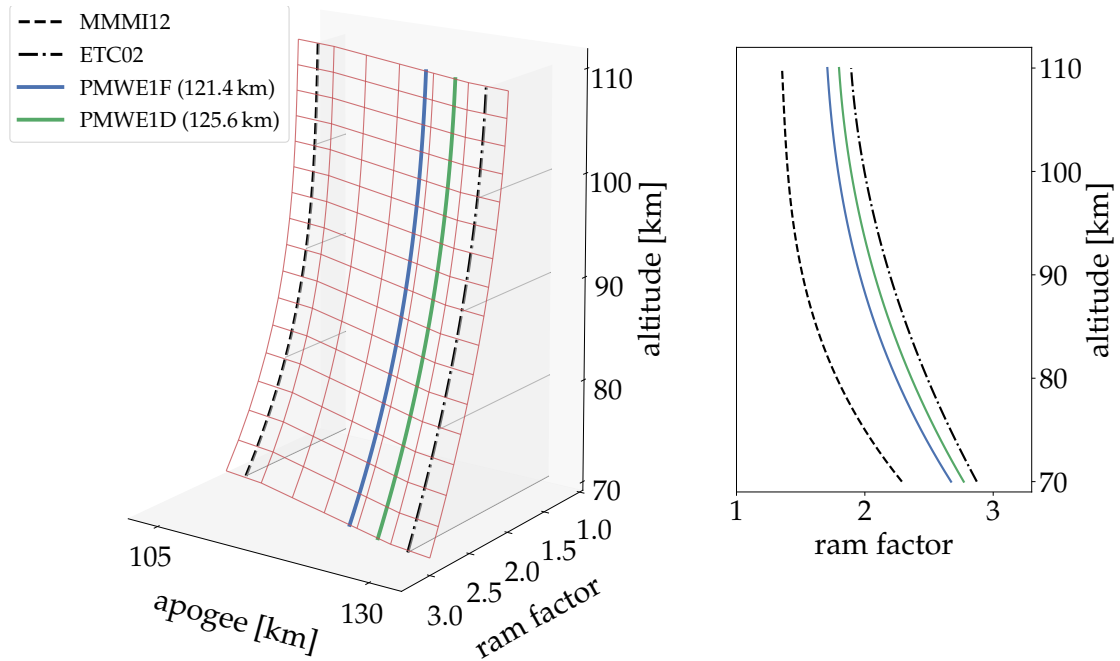 MMMI12
ETC02
PMWE1F (121.4 km)
PMWE1D (125.6 km)
110
100
90
80
70
altitude [km]
105
130
apogee [km]
3.0
2.5
2.0
1.5
1.0
ram factor
110
100
90
80
70
altitude [km]
1
2
3
ram factor